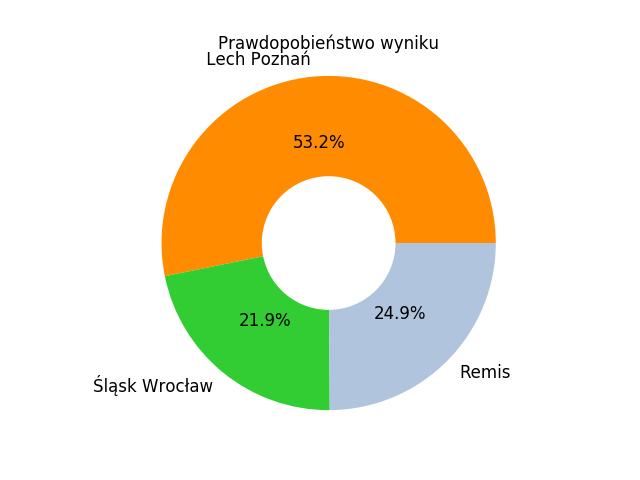 Prawdopobieństwo wyniku
Lech Poznań
53.2%
21.9%
24.9%
Śląsk Wrocław
Remis